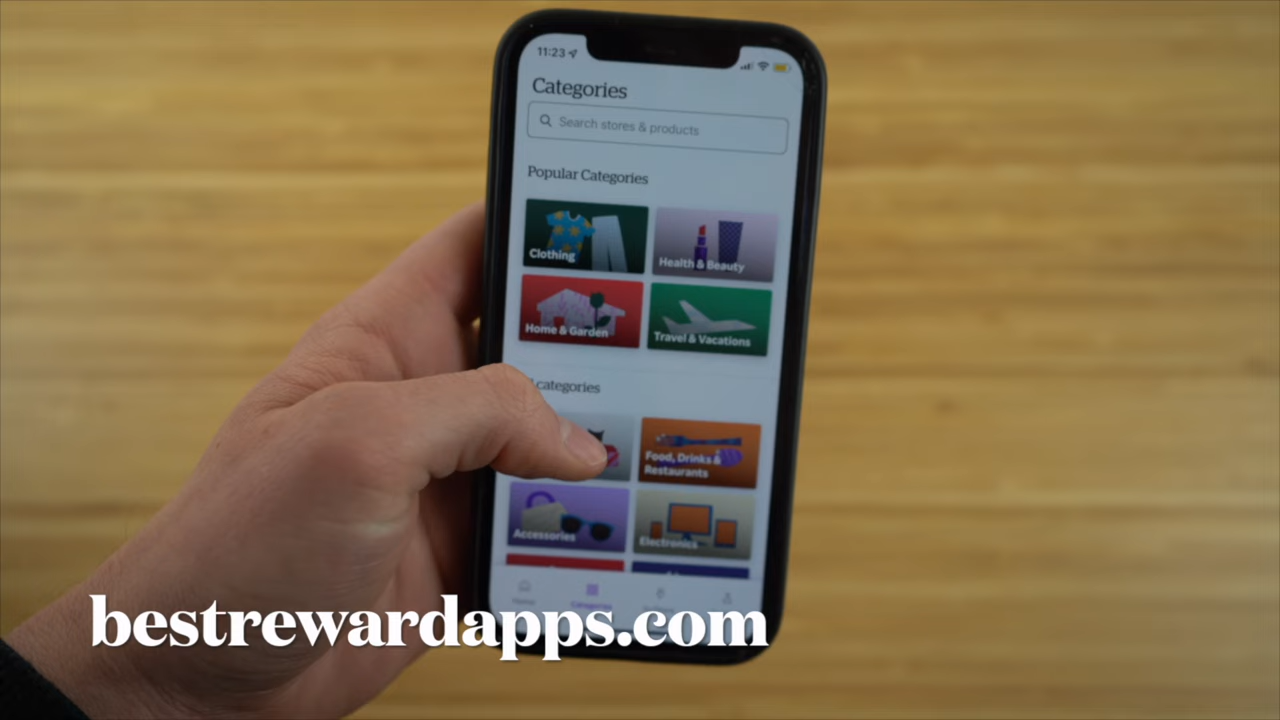 11:23
Categories
Search stores & products
Popular Categories
Clothing
Health & Beauty
Home & Garden
Travel & Vacations
categories
Food, Drinks &
Restaurants
Accessories
Electronics
Categories
bestrewardapps.com